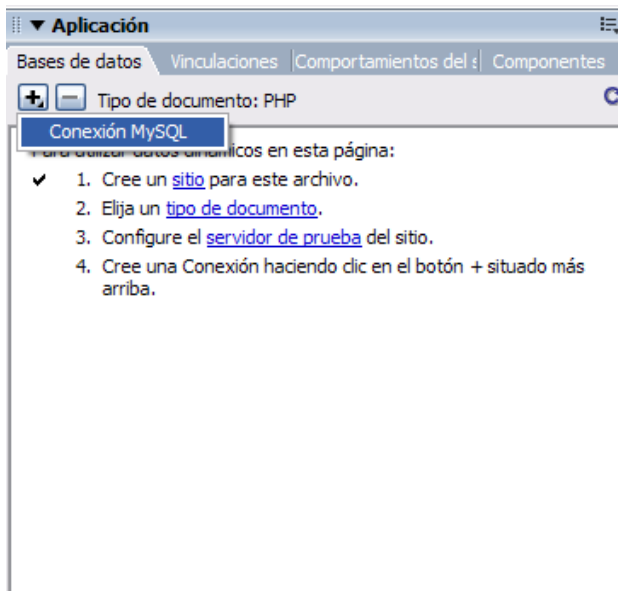 Aplicación
Bases de datos Vinculaciones Comportamientos del Componentes
Tipo de documento: PHP
Conexión MySQL
Para utilizar datos dinámicos en esta página:
1. Cree un sitio para este archivo.
2. Elija un tipo de documento.
3. Configure el servidor de prueba del sitio.
4. Cree una Conexión haciendo clic en el botón + situado más
arriba.